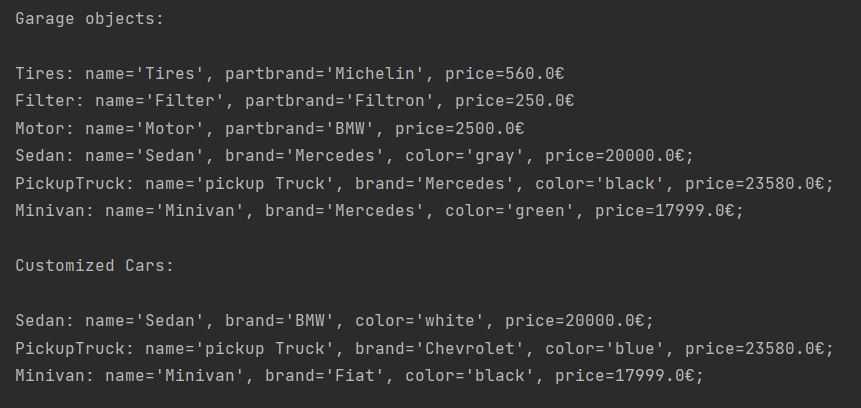 Garage objects:
Tires: name='Tires', partbrand='Michelin', price=560.0€
Filter: name='Filter', partbrand='Filtron', price=250.0€
Motor: name='Motor', partbrand='BMW', price=2500.0€
Sedan: name='Sedan', brand='Mercedes', color='gray', price=20000.0€;
PickupTruck: name='pickup Truck', brand='Mercedes', color='black', price=23580.0€;
Minivan: name='Minivan', brand='Mercedes', color='green', price=17999.0€;
Customized Cars:
Sedan: name='Sedan', brand='BMW', color='white', price=20000.0€;
PickupTruck: name='pickup Truck', brand='Chevrolet', color='blue', price=23580.0€;
Minivan: name='Minivan', brand='Fiat', color='black', price=17999.0€;